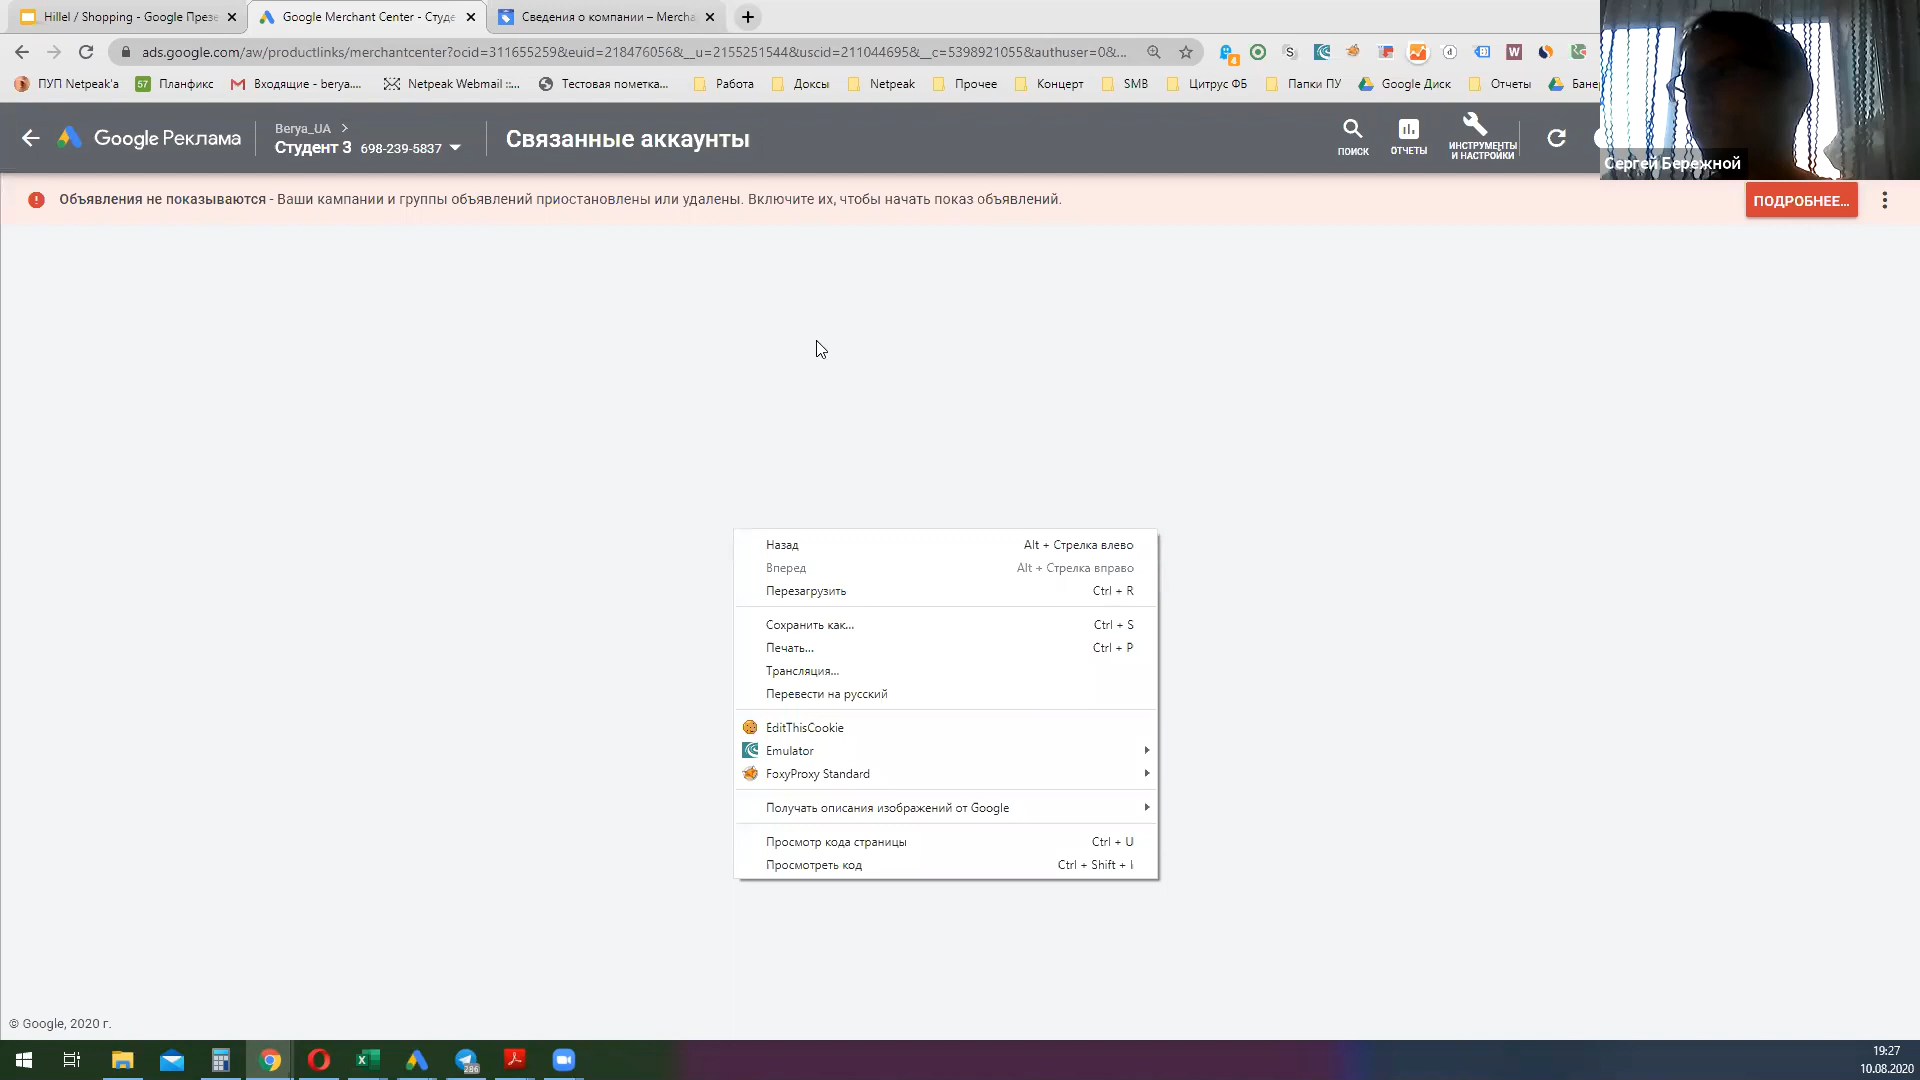 Hillel / Shopping - Google Презе
Google Merchant Center - Студе
Сведения о компании – Mercha
ads.google.com/aw/productlinks/merchantcenter?ocid=311655259&euid=218476056&__u=2155251544&uscid=211044695&__c=5398921055&authuser=0&...
ПУП Netpeak'a
57
Планфикс
Входящие - berya....
Netpeak Webmail ::...
Тестовая пометка...
Работа
Доксы
Netpeak
Прочее
Концерт
SMB
Цитрус ФБ
Папки ПУ
Google Диск
Отчеты
Бане
Google Реклама
Berya_UA
Студент 3 698-239-5837
Связанные аккаунты
ПОИСК
ОТЧЕТЫ
ИНСТРУМЕНТЫ
И НАСТРОЙКИ
Сергей Бережной
Объявления не показываются - Ваши кампании и группы объявлений приостановлены или удалены. Включите их, чтобы начать показ объявлений.
ПОДРОБНЕЕ...
Назад Alt + Стрелка влево
Вперед Alt + Стрелка вправо
Перезагрузить Ctrl + R
Сохранить как... Ctrl + S
Печать... Ctrl + P
Трансляция...
Перевести на русский
EditThisCookie
Emulator
FoxyProxy Standard
Получать описания изображений от Google
Просмотр кода страницы Ctrl + U
Просмотреть код Ctrl + Shift + I
© Google, 2020 г.
286
19:27
10.08.2020